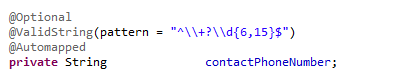 @Optional
@ValidString(pattern = "^\\+?\\d{6,15}$")
@Automapped
private String contactPhoneNumber;